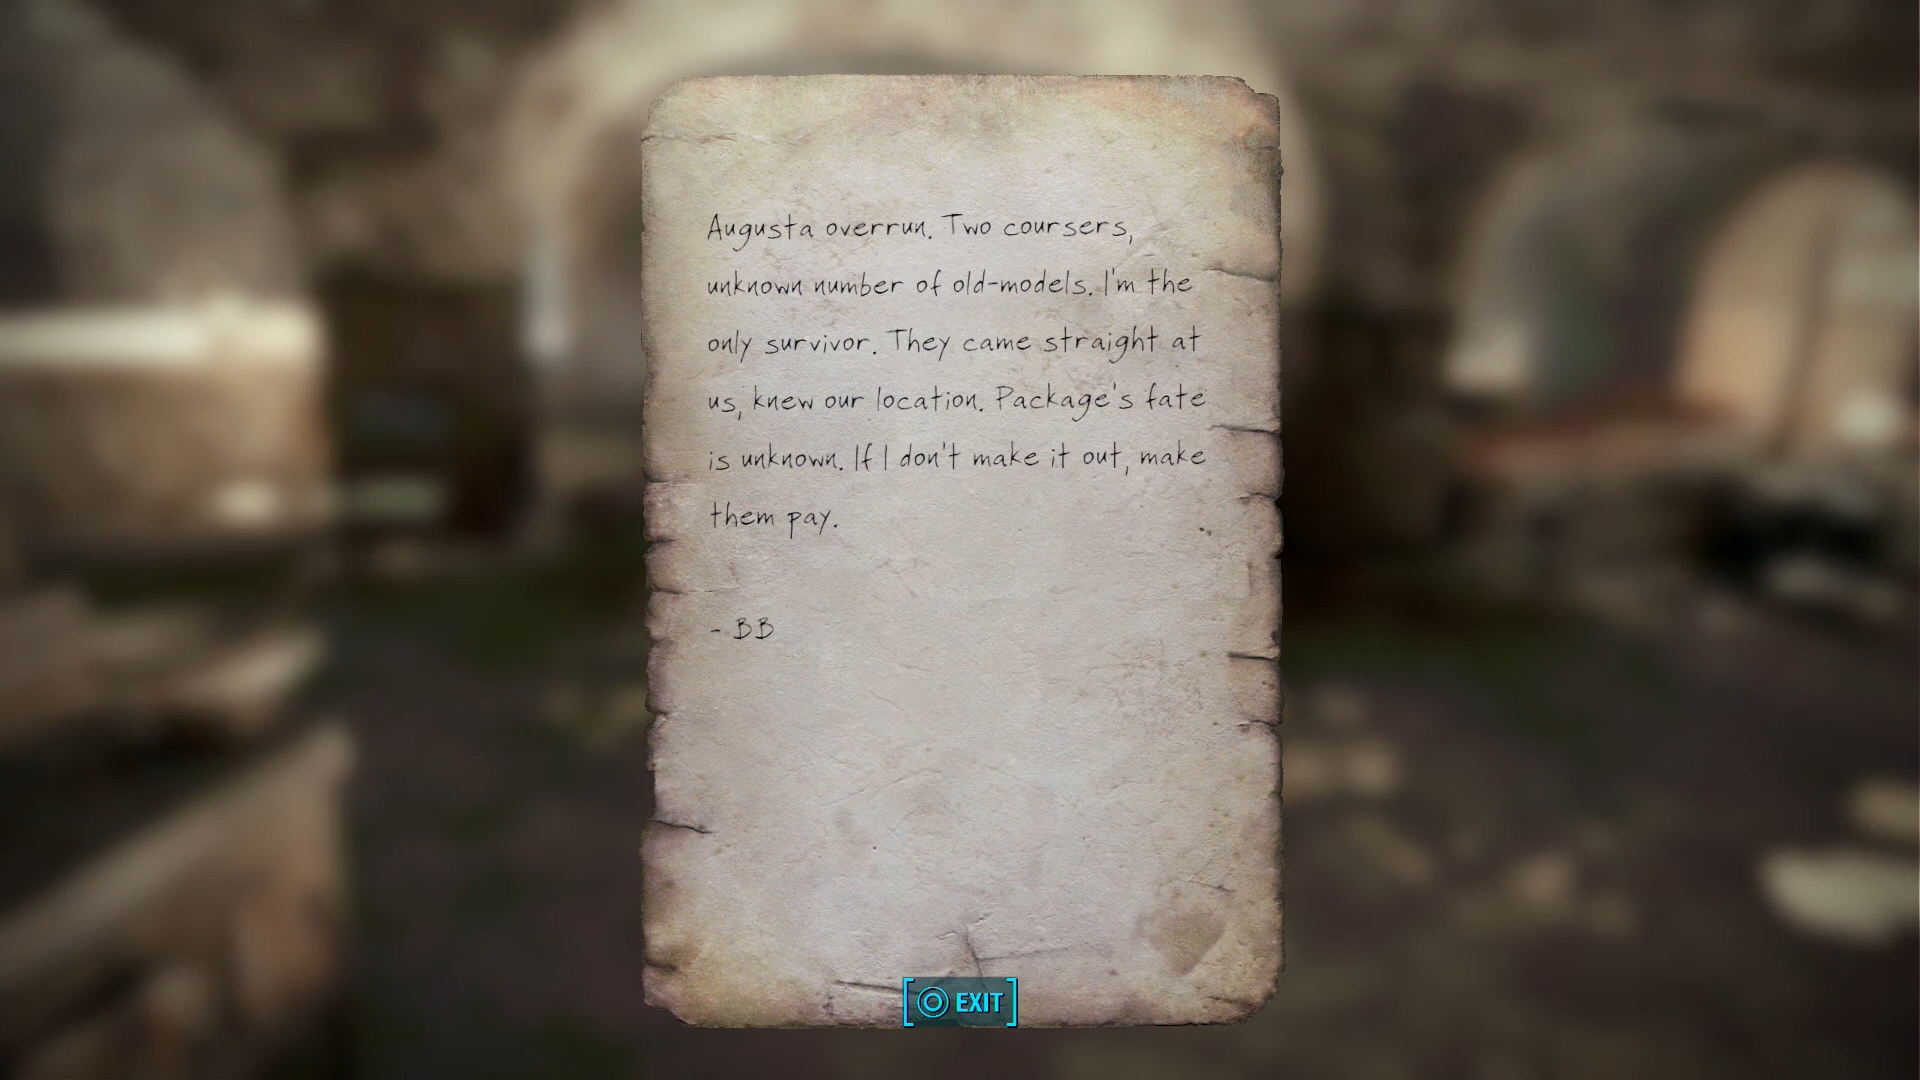 Augusta overrun. Two coursers,
unknown number of old-models. I'm the
only survivor. They came straight at
us, knew our location. Package's fate
is unknown. If I don't make it out, make
them pay.
- BB
EXIT